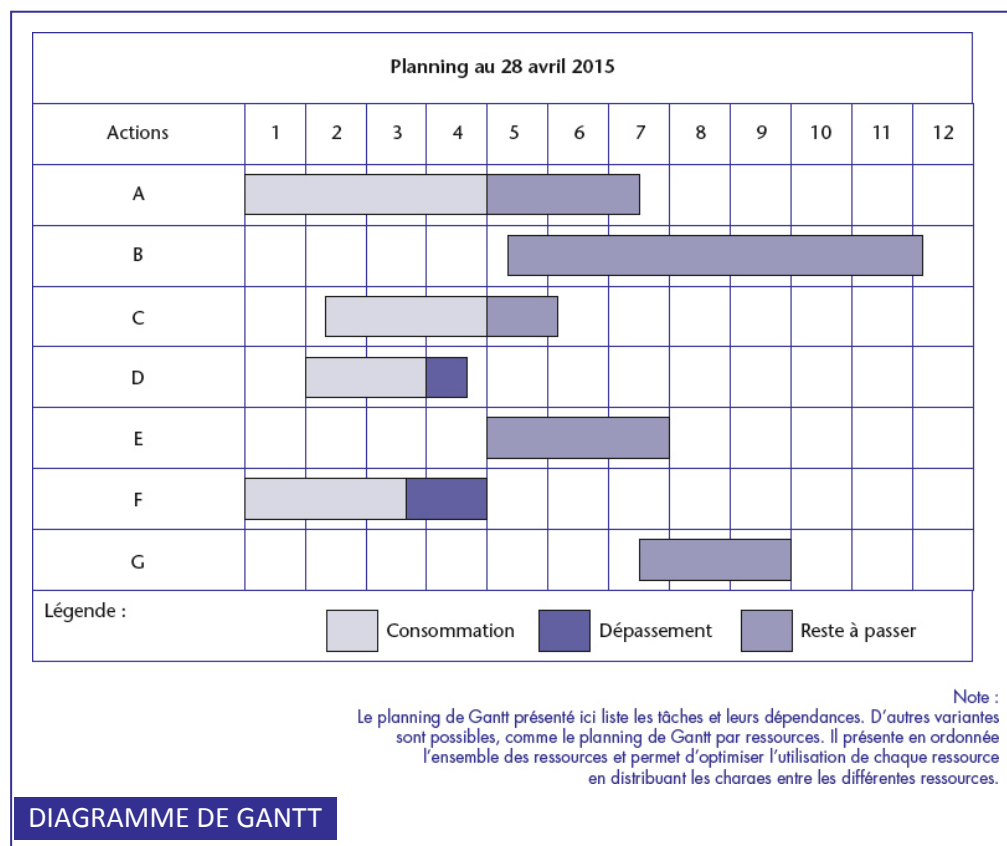 Planning au 28 avril 2015
Actions 1 2 3 4 5 6 7 8 9 10 11 12
A
B
C
D
E
F
G
Légende :
Consommation Dépassement Reste à passer
Note :
Le planning de Gantt présenté ici liste les tâches et leurs dépendances. D'autres variantes
sont possibles, comme le planning de Gantt par ressources. Il présente en ordonnée
l'ensemble des ressources et permet d'optimiser l'utilisation de chaque ressource
en distribuant les charaes entre les différentes ressources.
DIAGRAMME DE GANTT